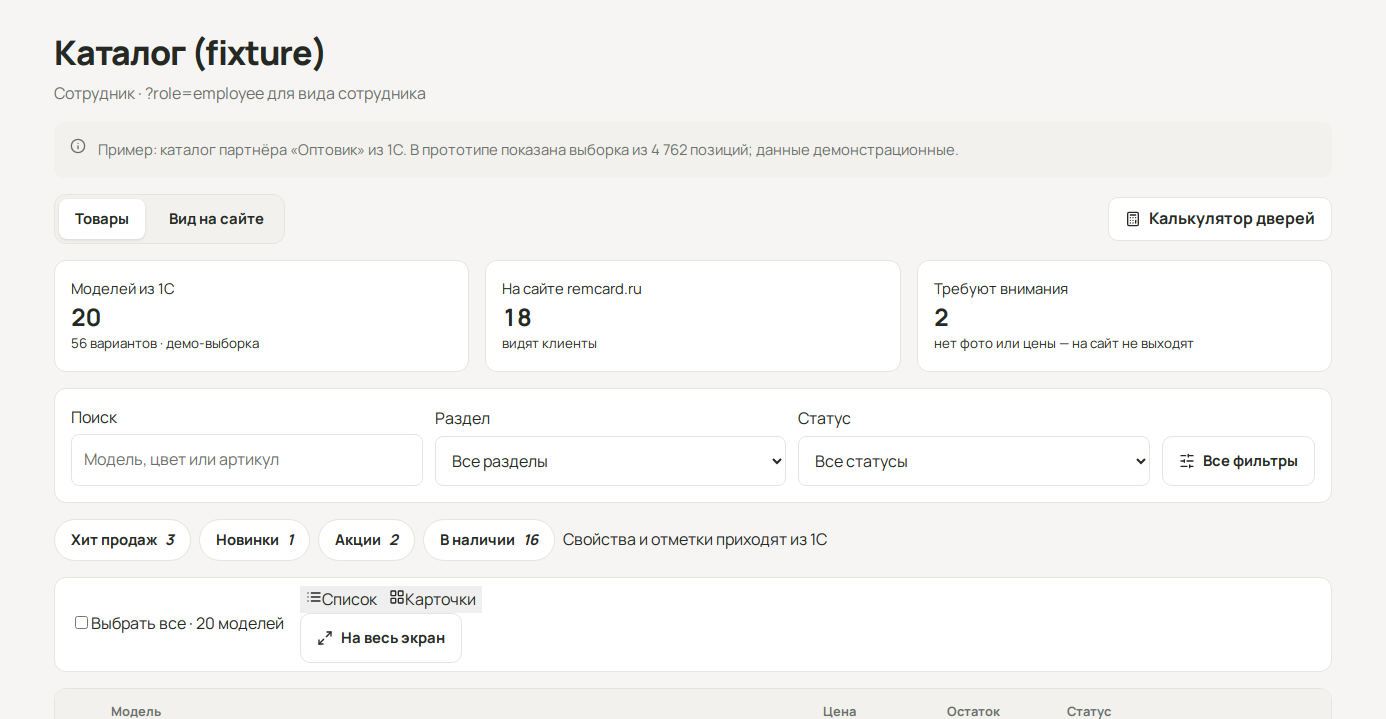 Каталог (fixture)
Сотрудник · ?role=employee для вида сотрудника
Пример: каталог партнёра «Оптовик» из 1С. В прототипе показана выборка из 4 762 позиций; данные демонстрационные.
Товары Вид на сайте Калькулятор дверей
Моделей из 1С
20
56 вариантов · демо-выборка
На сайте remcard.ru
18
видят клиенты
Требуют внимания
2
нет фото или цены — на сайт не выходят
Поиск
Модель, цвет или артикул
Раздел
Все разделы
Статус
Все статусы
Все фильтры
Хит продаж 3 Новинки 1 Акции 2 В наличии 16 Свойства и отметки приходят из 1С
Выбрать все · 20 моделей
Список Карточки
На весь экран
Модель Цена Остаток Статус